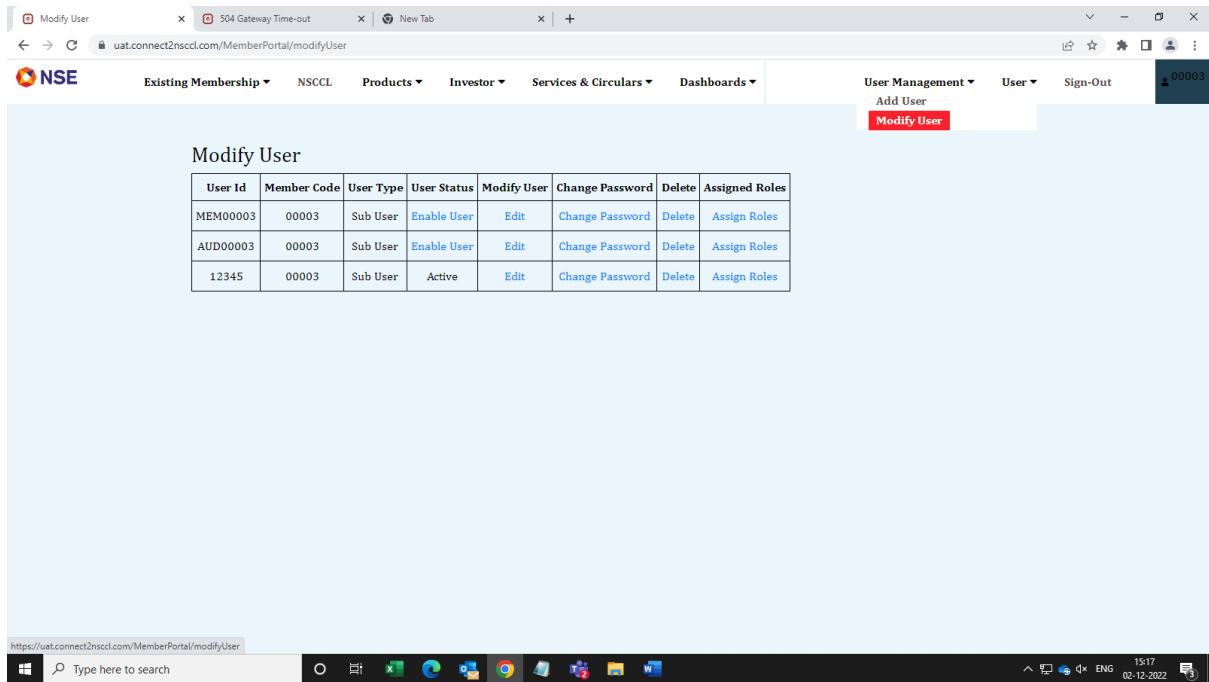 Modify User
504 Gateway Time-out
New Tab
uat.connect2nsccl.com/MemberPortal/modifyUser
NSE
Existing Membership NSCCL Products Investor Services & Circulars Dashboards User Management User Sign-Out 00003
Add User
Modify User
Modify User
User Id Member Code User Type User Status Modify User Change Password Delete Assigned Roles
MEM00003 00003 Sub User Enable User Edit Change Password Delete Assign Roles
AUD00003 00003 Sub User Enable User Edit Change Password Delete Assign Roles
12345 00003 Sub User Active Edit Change Password Delete Assign Roles
https://uat.connect2nsccl.com/MemberPortal/modifyUser
Type here to search
ENG
15:17
02-12-2022